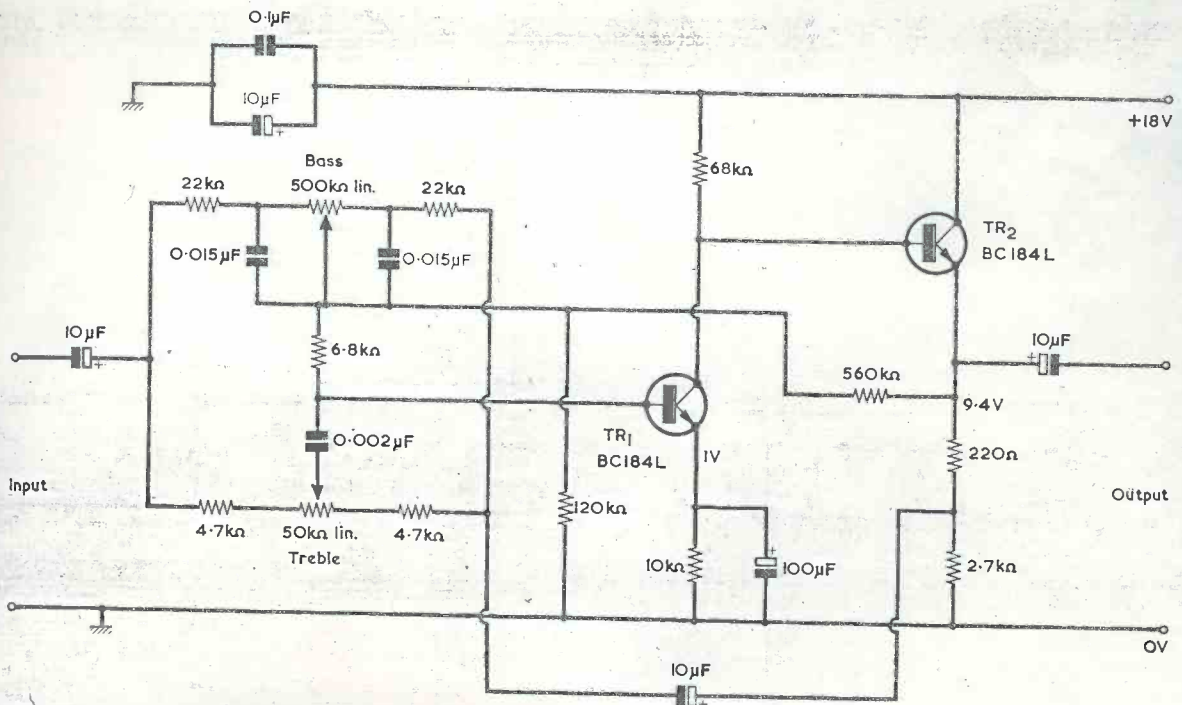 0·1µF
10µF
+
+18V
Bass
22kΩ
500kΩ lin.
22kΩ
68kΩ
TR2
BC184L
0·015µF
0·015µF
10µF
+
6·8kΩ
10µF
+
560kΩ
9·4V
0·002µF
TR1
BC184L
1V
220Ω
Input
Output
120kΩ
4·7kΩ
50kΩ lin.
4·7kΩ
Treble
10kΩ
+
100µF
2·7kΩ
0V
10µF
+